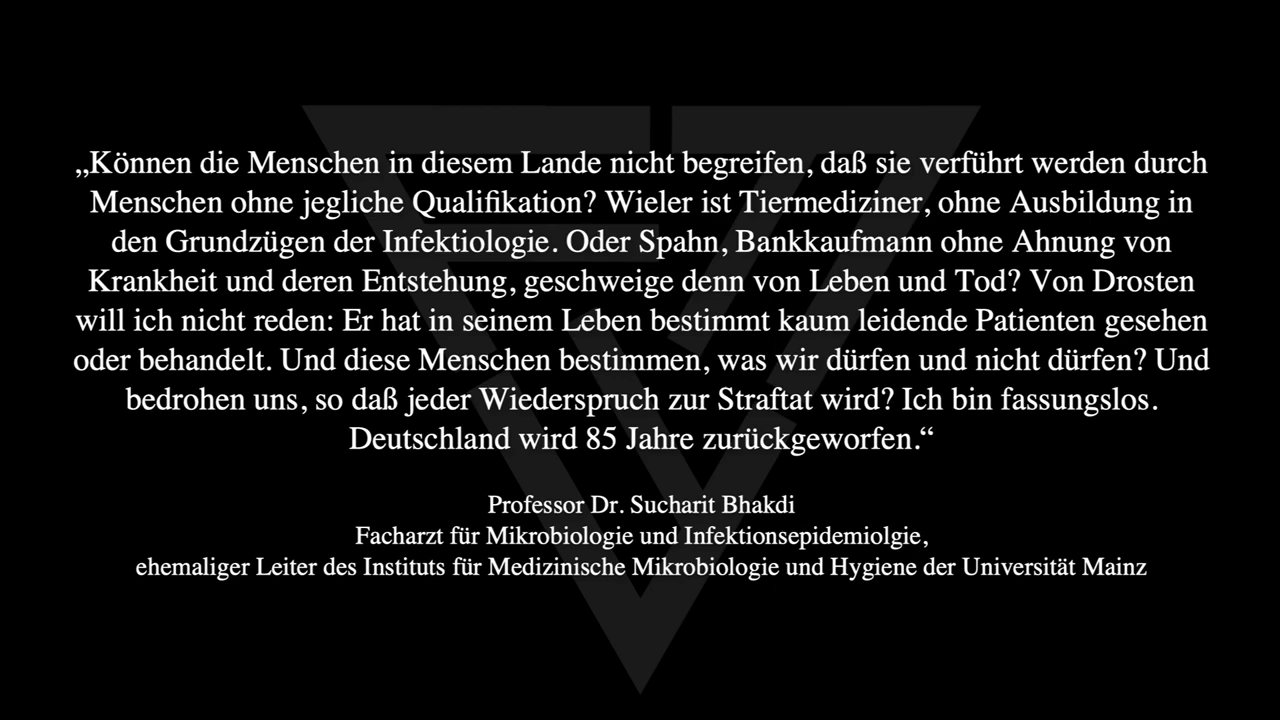 „Können die Menschen in diesem Lande nicht begreifen, daß sie verführt werden durch
Menschen ohne jegliche Qualifikation? Wieler ist Tiermediziner, ohne Ausbildung in
den Grundzügen der Infektiologie. Oder Spahn, Bankkaufmann ohne Ahnung von
Krankheit und deren Entstehung, geschweige denn von Leben und Tod? Von Drosten
will ich nicht reden: Er hat in seinem Leben bestimmt kaum leidende Patienten gesehen
oder behandelt. Und diese Menschen bestimmen, was wir dürfen und nicht dürfen? Und
bedrohen uns, so daß jeder Wiederspruch zur Straftat wird? Ich bin fassungslos.
Deutschland wird 85 Jahre zurückgeworfen.“
Professor Dr. Sucharit Bhakdi
Facharzt für Mikrobiologie und Infektionsepidemiolgie,
ehemaliger Leiter des Instituts für Medizinische Mikrobiologie und Hygiene der Universität Mainz